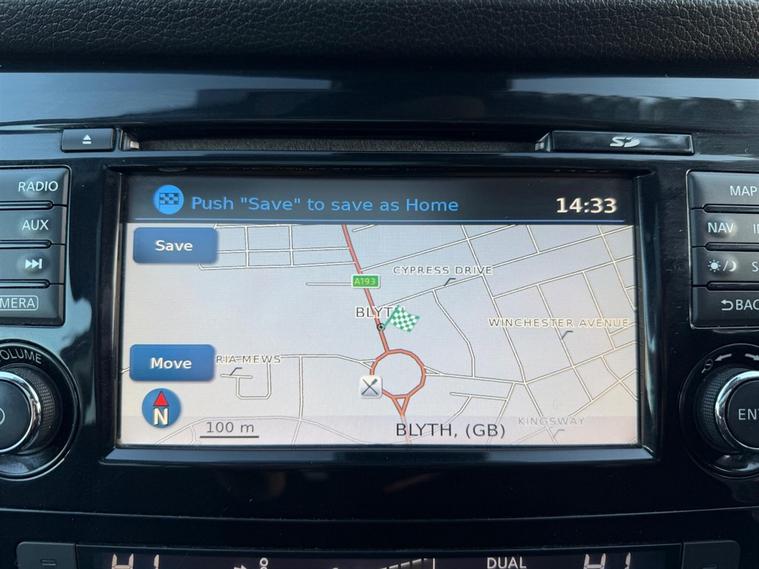 SD
RADIO
AUX
MERA
VOLUME
Push "Save" to save as Home 14:33
Save
CYPRESS DRIVE
A193
BLYT
WINCHESTER AVENUE
Move
RIA MEWS
N
100 m
BLYTH, (GB)
KINGSWAY
MAP
NAV
BAC
ENT
DUAL